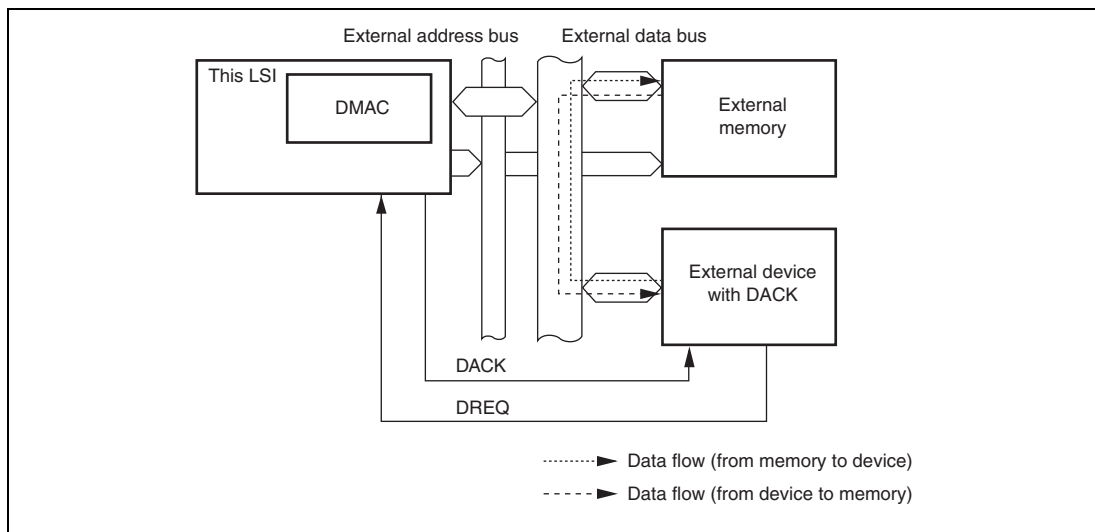 External address bus
External data bus
This LSI
DMAC
External
memory
External device
with DACK
DACK
DREQ
Data flow (from memory to device)
Data flow (from device to memory)